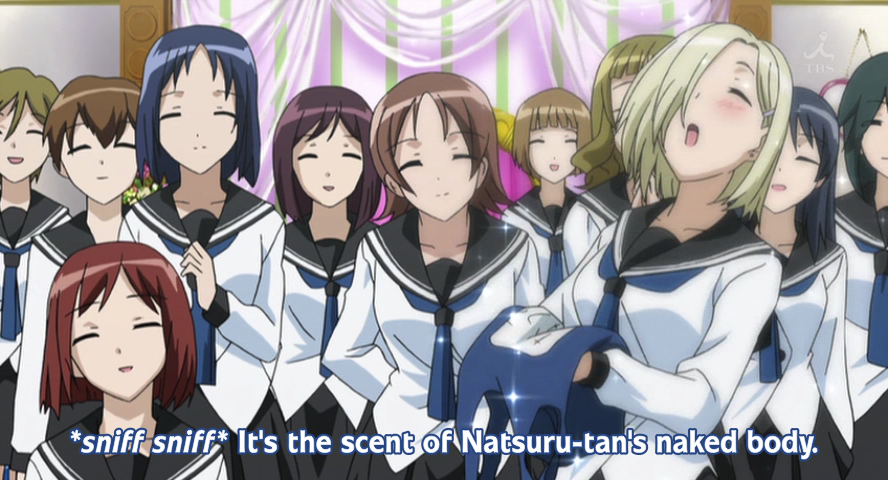 TBS
*sniff sniff* It's the scent of Natsuru-tan's naked body.